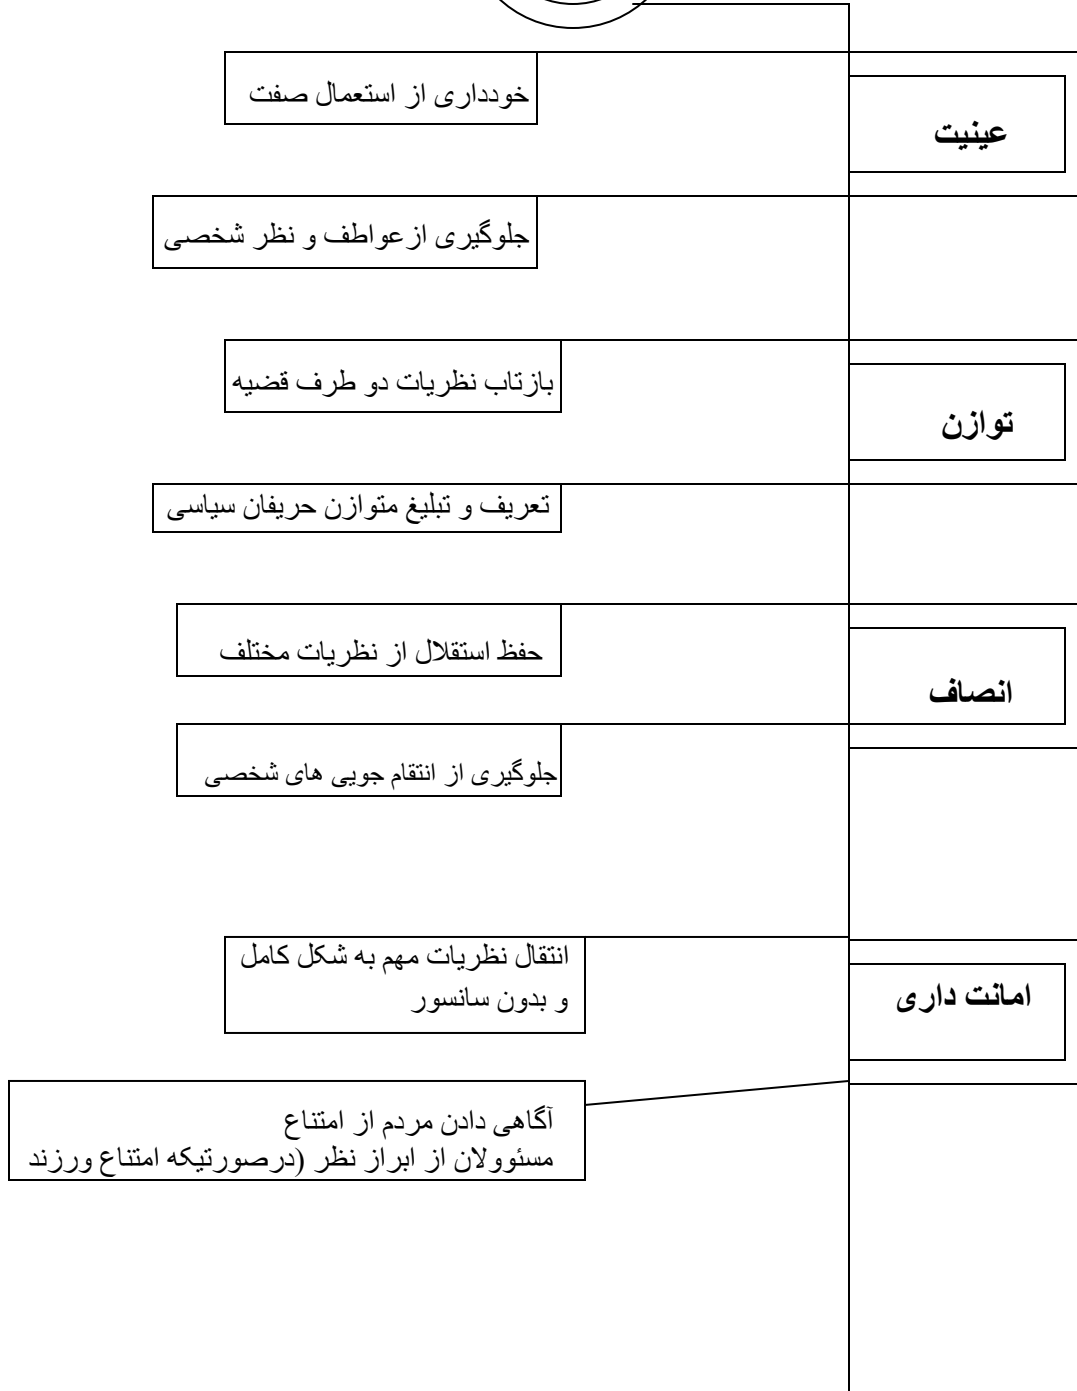 عینیت
خودداری از استعمال صفت
جلوگیری ازعواطف و نظر شخصی
توازن
بازتاب نظریات دو طرف قضیه
تعریف و تبلیغ متوازن حریفان سیاسی
انصاف
حفظ استقلال از نظریات مختلف
جلوگیری از انتقام جویی های شخصی
امانت داری
انتقال نظریات مهم به شکل کامل
و بدون سانسور
آگاهی دادن مردم از امتناع
مسئوولان از ابراز نظر (درصورتیکه امتناع ورزند